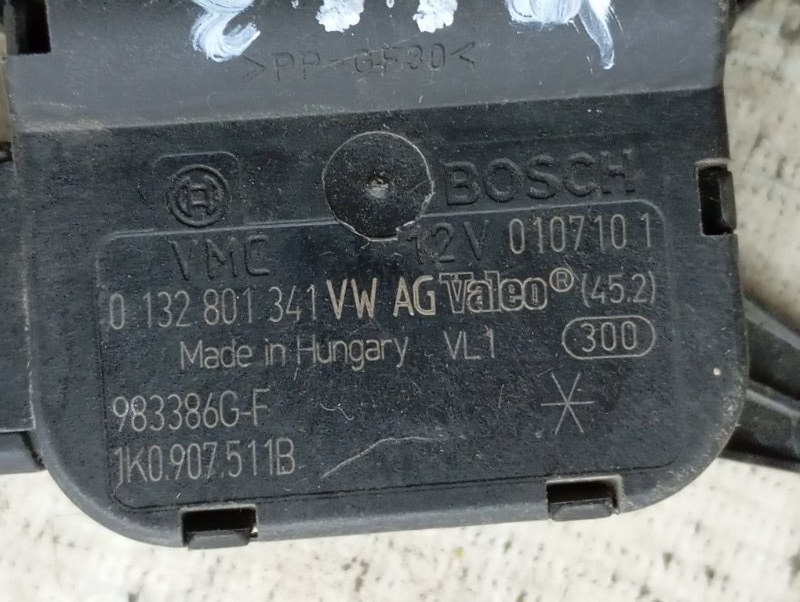 >PP-GF30<
BOSCH
VMC 12V 0107101
0 132 801 341 VW AG Valeo® (45.2)
Made in Hungary VL1 300
983386G-F
1K0.907.511B